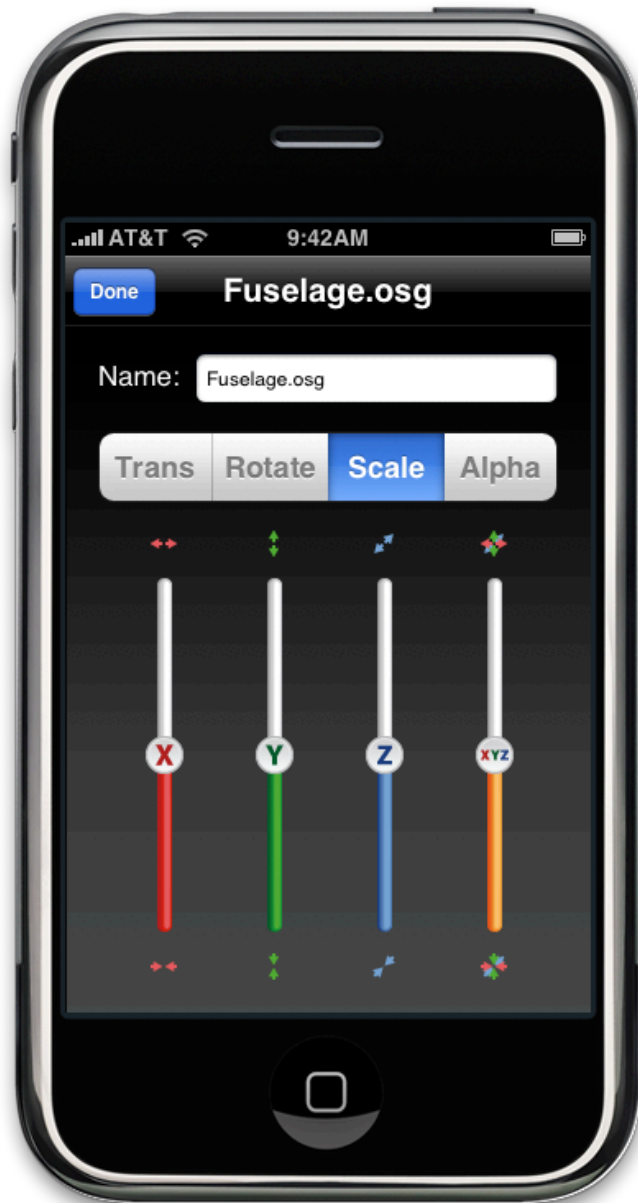 AT&T 9:42AM
Done Fuselage.osg
Name: Fuselage.osg
Trans Rotate Scale Alpha
X Y Z XYZ